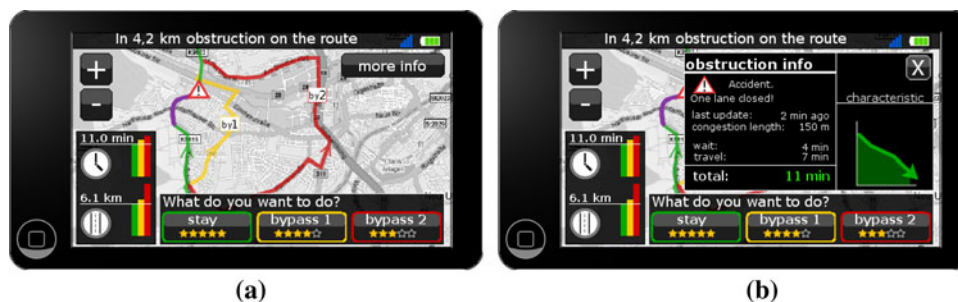 In 4,2 km obstruction on the route
more info
+
-
by2
by1
11.0 min
6.1 km
What do you want to do?
stay
bypass 1
bypass 2
(a)
In 4,2 km obstruction on the route
obstruction info
X
+
-
Accident.
One lane closed!
characteristic
last update: 2 min ago
congestion length: 150 m
wait: 4 min
travel: 7 min
total: 11 min
11.0 min
6.1 km
What do you want to do?
stay
bypass 1
bypass 2
(b)